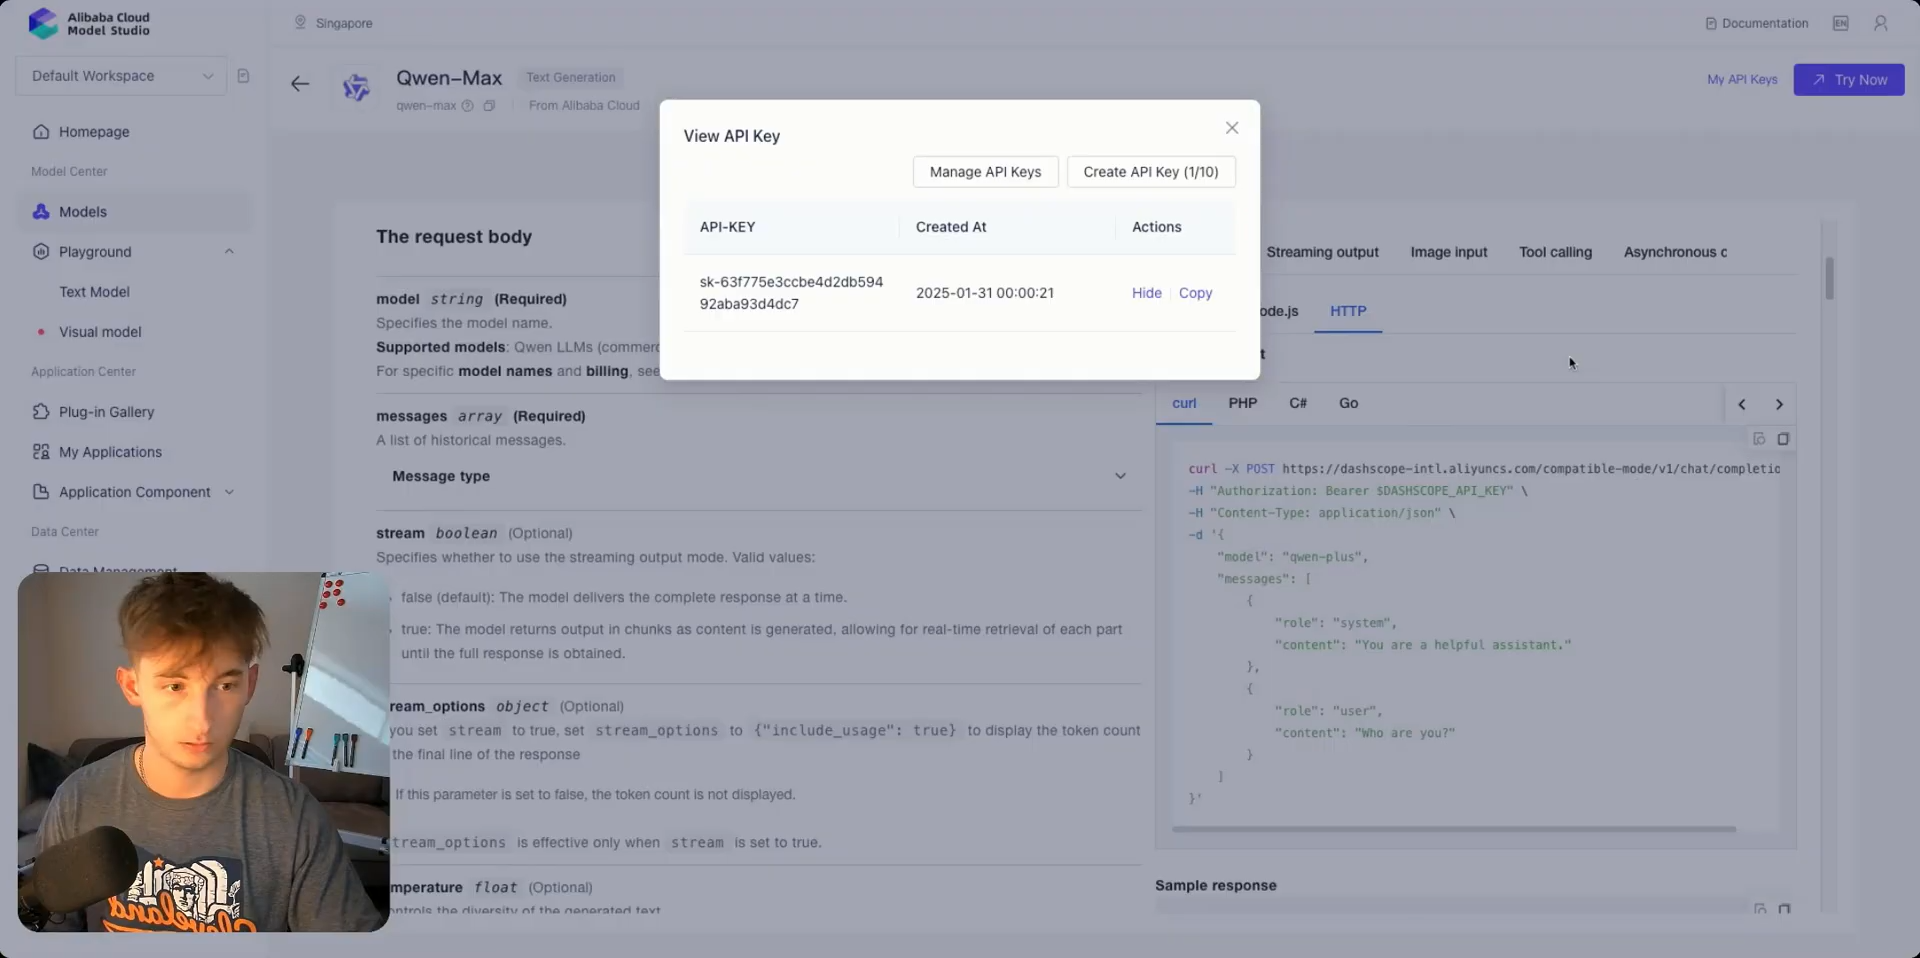 Alibaba Cloud
Model Studio
Singapore
Documentation
EN
Default Workspace
Qwen-Max
Text Generation
qwen-max
From Alibaba Cloud
My API Keys
Try Now
Homepage
Model Center
Models
Playground
Text Model
Visual model
Application Center
Plug-in Gallery
My Applications
Application Component
Data Center
Data Management
View API Key
Manage API Keys
Create API Key (1/10)
API-KEY
Created At
Actions
sk-63f775e3ccbe4d2db594
92aba93d4dc7
2025-01-31 00:00:21
Hide
Copy
The request body
model string (Required)
Specifies the model name.
Supported models: Qwen LLMs (commerc
For specific model names and billing, see
messages array (Required)
A list of historical messages.
Message type
stream boolean (Optional)
Specifies whether to use the streaming output mode. Valid values:
false (default): The model delivers the complete response at a time.
true: The model returns output in chunks as content is generated, allowing for real-time retrieval of each part
until the full response is obtained.
ream_options object (Optional)
you set stream to true, set stream_options to {"include_usage": true} to display the token count
the final line of the response
If this parameter is set to false, the token count is not displayed.
tream_options is effective only when stream is set to true.
mperature float (Optional)
ontrols the diversity of the generated text
Streaming output
Image input
Tool calling
Asynchronous c
ode.js
HTTP
t
curl
PHP
C#
Go
curl -X POST https://dashscope-intl.aliyuncs.com/compatible-mode/v1/chat/completio
-H "Authorization: Bearer $DASHSCOPE_API_KEY" \
-H "Content-Type: application/json" \
-d '{
"model": "qwen-plus",
"messages": [
{
"role": "system",
"content": "You are a helpful assistant."
},
{
"role": "user",
"content": "Who are you?"
}
]
}'
Sample response
Cleveland